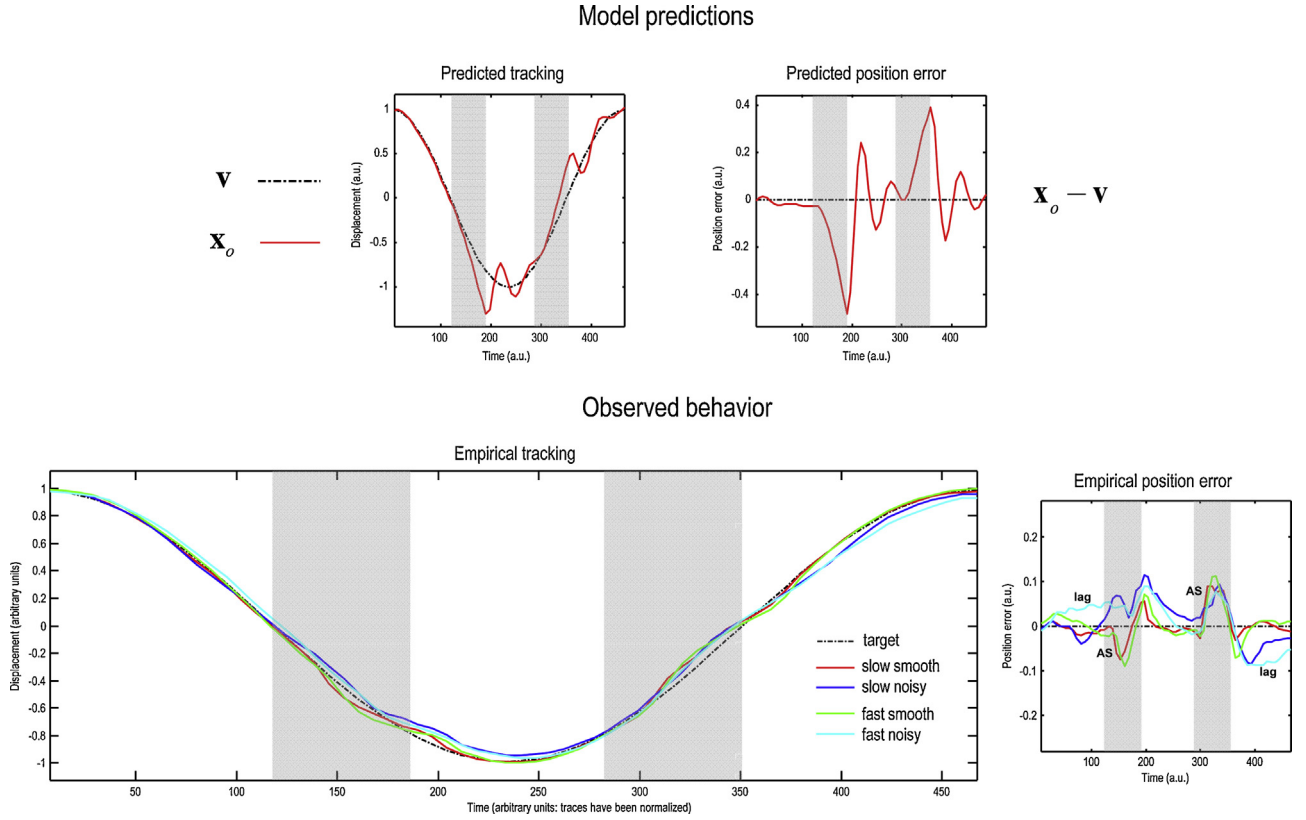 Model predictions
Predicted tracking
Predicted position error
v
xₒ
Displacement (a.u.)
1
0.5
0
-0.5
-1
100 200 300 400
Time (a.u.)
Position error (a.u.)
0.4
0.2
0
-0.2
-0.4
100 200 300 400
Time (a.u.)
xₒ − v
Observed behavior
Empirical tracking
Displacement (arbitrary units)
1
0.8
0.6
0.4
0.2
0
-0.2
-0.4
-0.6
-0.8
-1
50 100 150 200 250 300 350 400 450
Time (arbitrary units: traces have been normalized)
target
slow smooth
slow noisy
fast smooth
fast noisy
Empirical position error
Position error (a.u.)
0.2
0.1
0
-0.1
-0.2
lag
AS
AS
lag
100 200 300 400
Time (a.u.)